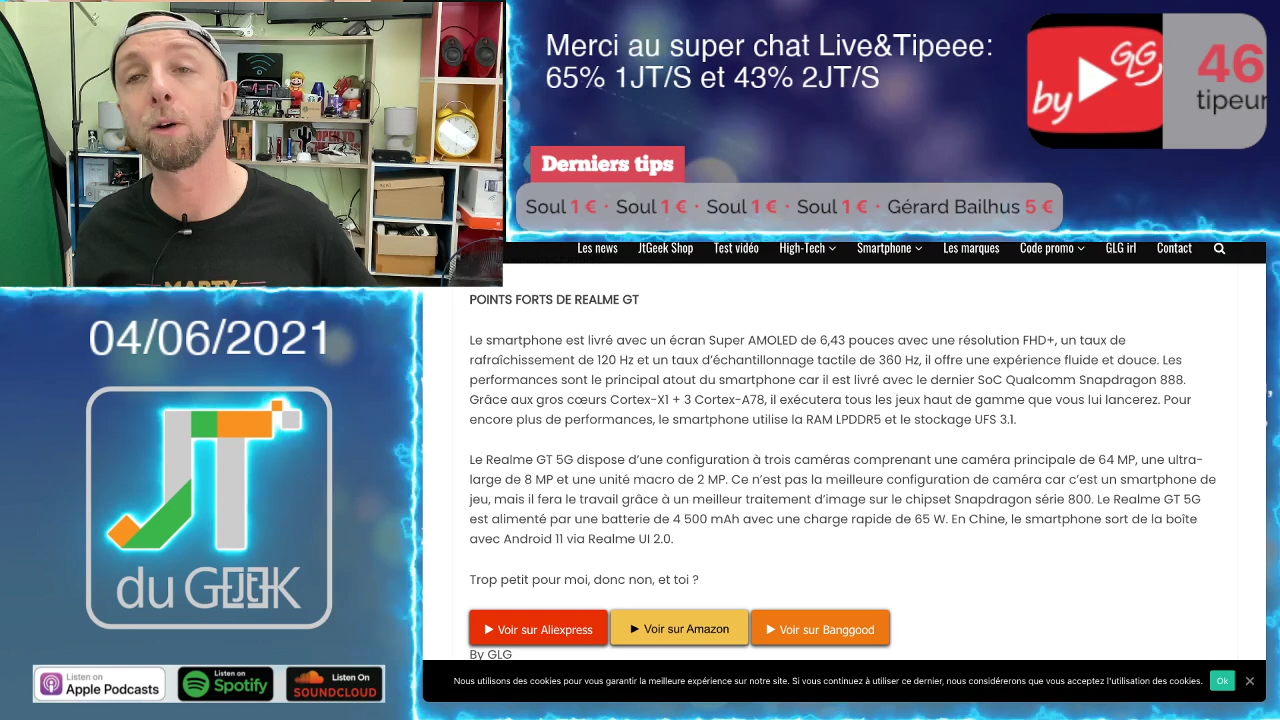 Merci au super chat Live&Tipeee:
65% 1JT/S et 43% 2JT/S
by GLG
46
tipeur
Derniers tips
Soul 1 € · Soul 1 € · Soul 1 € · Soul 1 € · Gérard Bailhus 5 €
Les news JtGeek Shop Test vidéo High-Tech Smartphone Les marques Code promo GLG irl Contact
MARTY
04/06/2021
JT
du GEEK
Jt
Listen on
Apple Podcasts
Listen on
Spotify
Listen On
SOUNDCLOUD
POINTS FORTS DE REALME GT
Le smartphone est livré avec un écran Super AMOLED de 6,43 pouces avec une résolution FHD+, un taux de
rafraîchissement de 120 Hz et un taux d'échantillonnage tactile de 360 Hz, il offre une expérience fluide et douce. Les
performances sont le principal atout du smartphone car il est livré avec le dernier SoC Qualcomm Snapdragon 888.
Grâce aux gros cœurs Cortex-X1 + 3 Cortex-A78, il exécutera tous les jeux haut de gamme que vous lui lancerez. Pour
encore plus de performances, le smartphone utilise la RAM LPDDR5 et le stockage UFS 3.1.
Le Realme GT 5G dispose d'une configuration à trois caméras comprenant une caméra principale de 64 MP, une ultra-
large de 8 MP et une unité macro de 2 MP. Ce n'est pas la meilleure configuration de caméra car c'est un smartphone de
jeu, mais il fera le travail grâce à un meilleur traitement d'image sur le chipset Snapdragon série 800. Le Realme GT 5G
est alimenté par une batterie de 4 500 mAh avec une charge rapide de 65 W. En Chine, le smartphone sort de la boîte
avec Android 11 via Realme UI 2.0.
Trop petit pour moi, donc non, et toi ?
Voir sur Aliexpress Voir sur Amazon Voir sur Banggood
By GLG
Nous utilisons des cookies pour vous garantir la meilleure expérience sur notre site. Si vous continuez à utiliser ce dernier, nous considérerons que vous acceptez l'utilisation des cookies. Ok